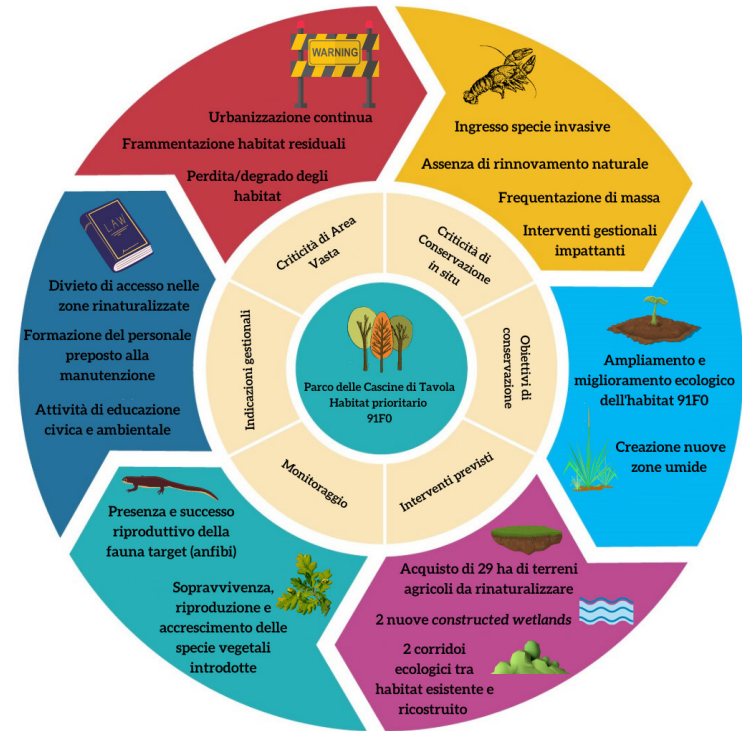 WARNING
Urbanizzazione continua
Frammentazione habitat residuali
Perdita/degrado degli
habitat
Ingresso specie invasive
Assenza di rinnovamento naturale
Frequentazione di massa
Interventi gestionali
impattanti
Ampliamento e
miglioramento ecologico
dell'habitat 91F0
Creazione nuove
zone umide
Acquisto di 29 ha di terreni
agricoli da rinaturalizzare
2 nuove constructed wetlands
2 corridoi
ecologici tra
habitat esistente e
ricostruito
Presenza e successo
riproduttivo della
fauna target (anfibi)
Sopravvivenza,
riproduzione e
accrescimento delle
specie vegetali
introdotte
LAW
Divieto di accesso nelle
zone rinaturalizzate
Formazione del personale
preposto alla
manutenzione
Attività di educazione
civica e ambientale
Criticità di Area
Vasta
Criticità di
Conservazione
in situ
Obiettivi di
conservazione
Interventi previsti
Monitoraggio
Indicazioni gestionali
Parco delle Cascine di Tavola
Habitat prioritario
91F0